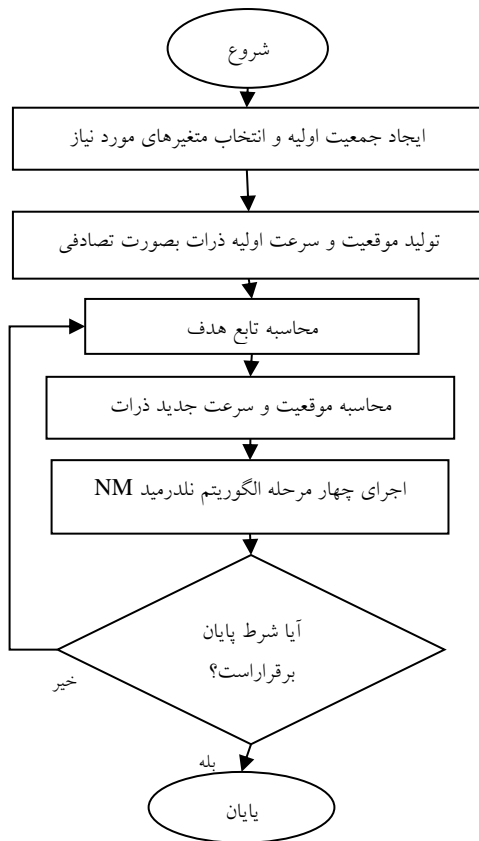 شروع
ایجاد جمعیت اولیه و انتخاب متغیرهای مورد نیاز
تولید موقعیت و سرعت اولیه ذرات بصورت تصادفی
محاسبه تابع هدف
محاسبه موقعیت و سرعت جدید ذرات
اجرای چهار مرحله الگوریتم نلدرمید NM
آیا شرط پایان
برقراراست؟
خیر
بله
پایان